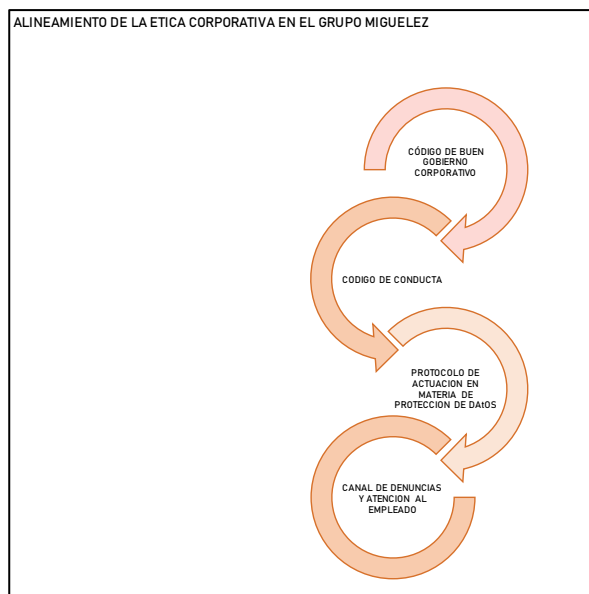 ALINEAMIENTO DE LA ETICA CORPORATIVA EN EL GRUPO MIGUELEZ
CÓDIGO DE BUEN
GOBIERNO
CORPORATIVO
CODIGO DE CONDUCTA
PROTOCOLO DE
ACTUACION EN
MATERIA DE
PROTECCION DE DAtOS
CANAL DE DENUNCIAS
Y ATENCION AL
EMPLEADO